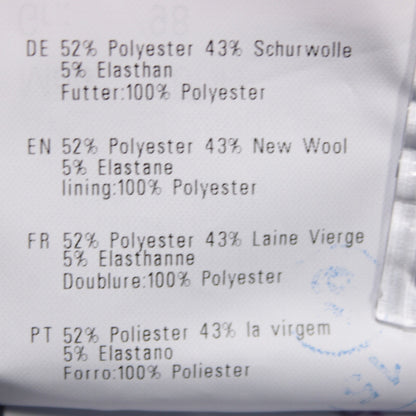 DE 52% Polyester 43% Schurwolle
5% Elasthan
Futter:100% Polyester
EN 52% Polyester 43% New Wool
5% Elastane
lining:100% Polyester
FR 52% Polyester 43% Laine Vierge
5% Elasthanne
Doublure:100% Polyester
PT 52% Poliester 43% la virgem
5% Elastano
Forro:100% Poliester